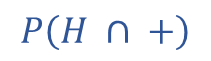 P(H ∩ +)